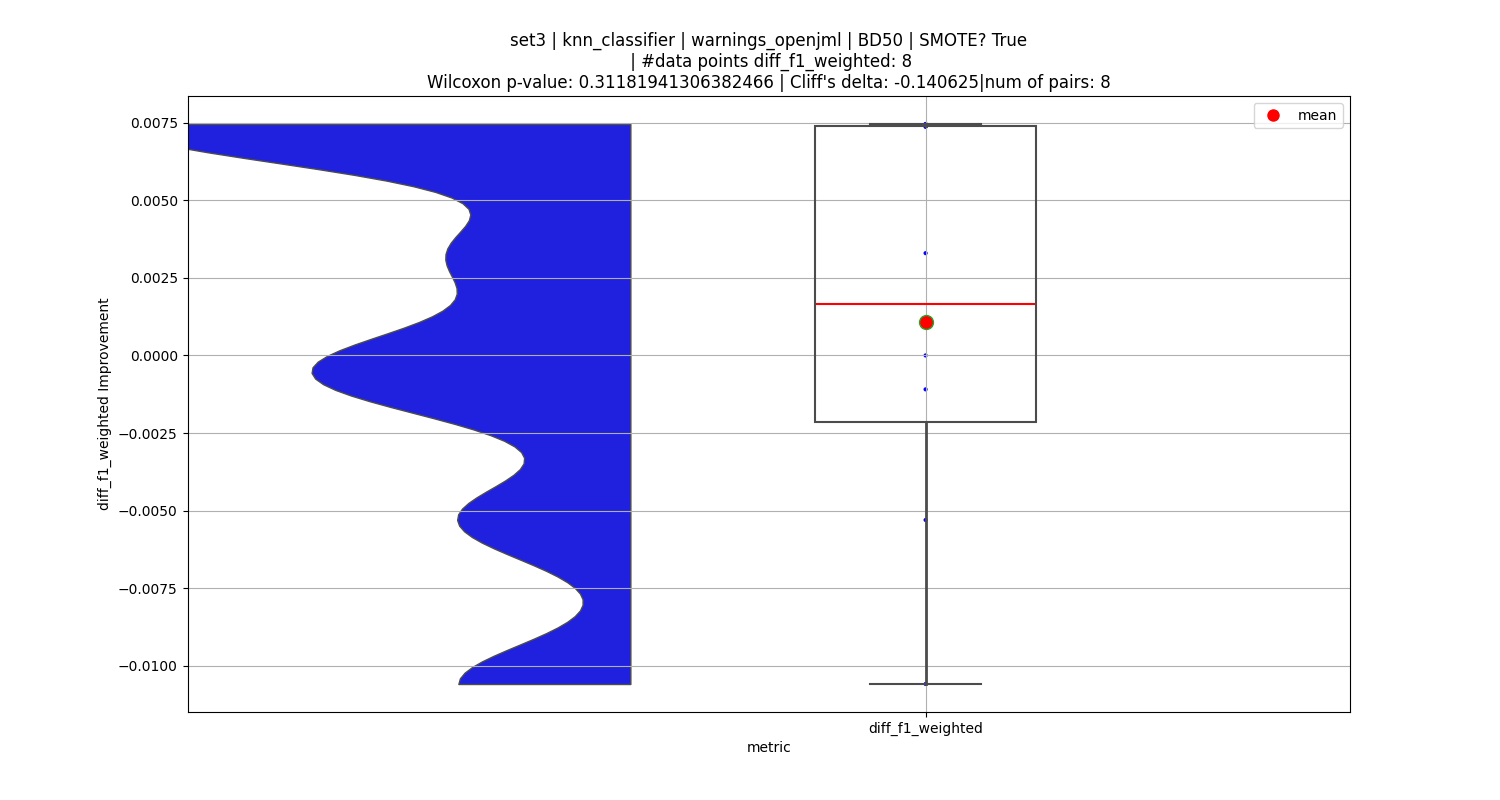 set3 | knn_classifier | warnings_openjml | BD50 | SMOTE? True
| #data points diff_f1_weighted: 8
Wilcoxon p-value: 0.31181941306382466 | Cliff's delta: -0.140625|num of pairs: 8
mean
0.0075
0.0050
0.0025
0.0000
−0.0025
−0.0050
−0.0075
−0.0100
diff_f1_weighted Improvement
diff_f1_weighted
metric